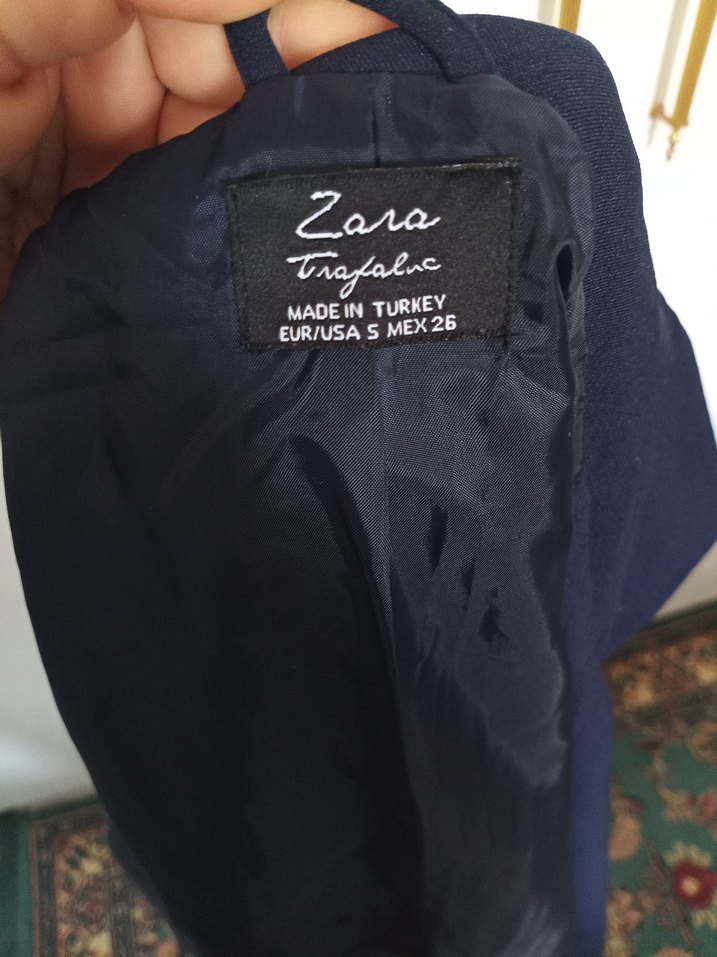 Zara
Trafaluc
MADE IN TURKEY
EUR/USA S MEX 26